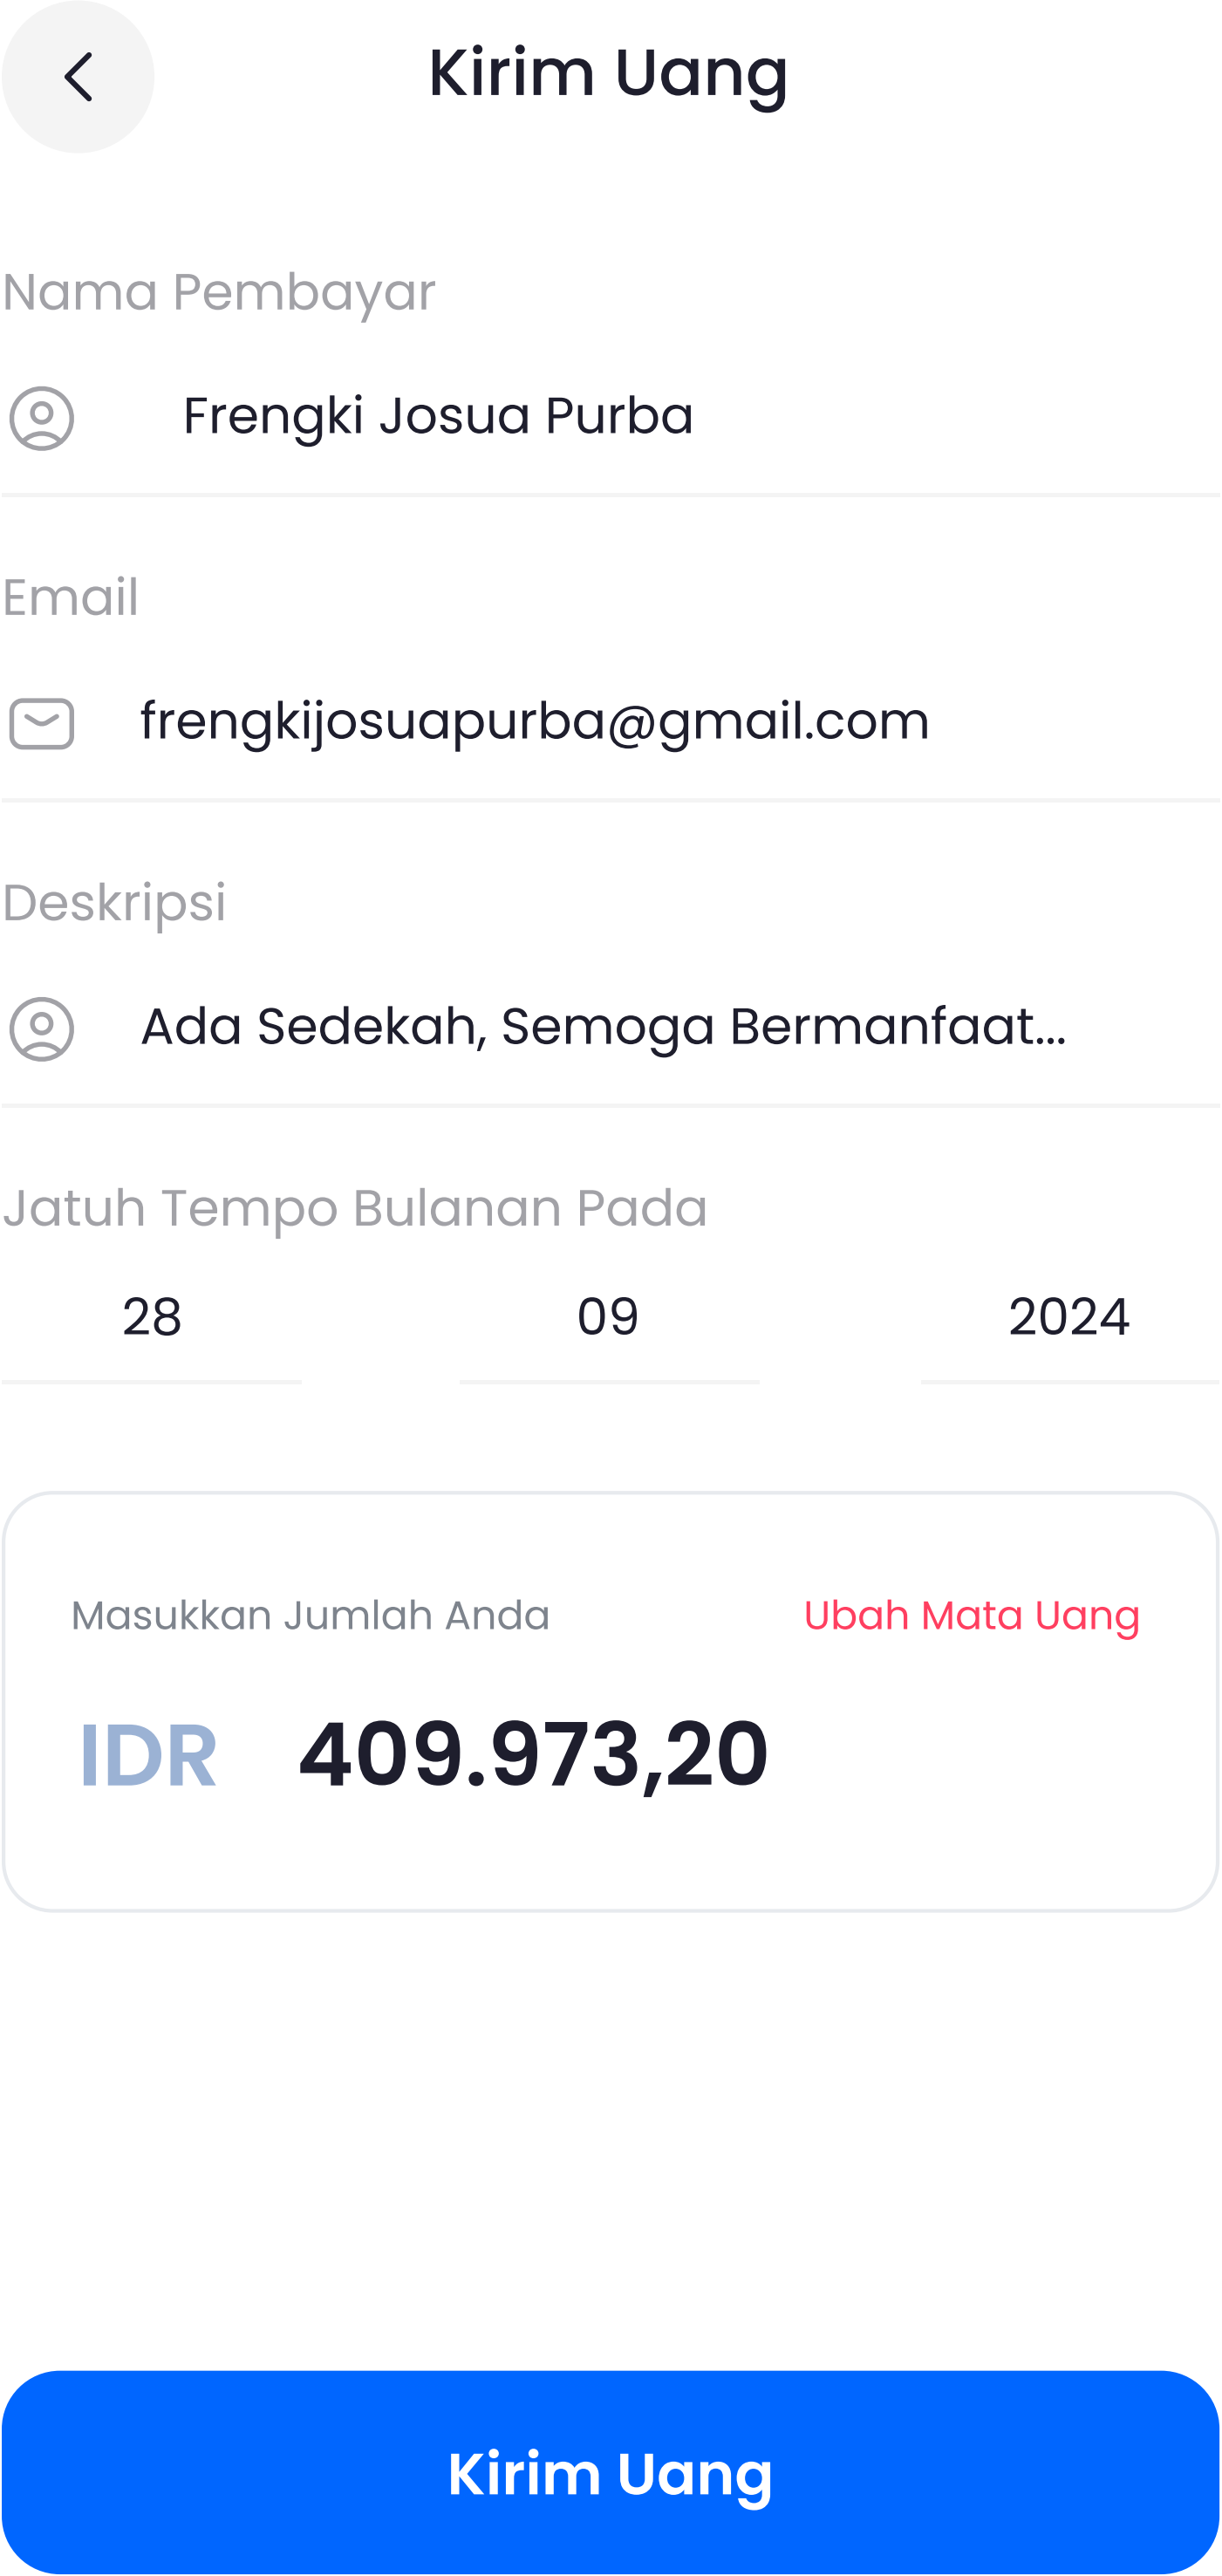 Kirim Uang
Nama Pembayar
Frengki Josua Purba
Email
frengkijosuapurba@gmail.com
Deskripsi
Ada Sedekah, Semoga Bermanfaat...
Jatuh Tempo Bulanan Pada
28 09 2024
Masukkan Jumlah Anda Ubah Mata Uang
IDR 409.973,20
Kirim Uang